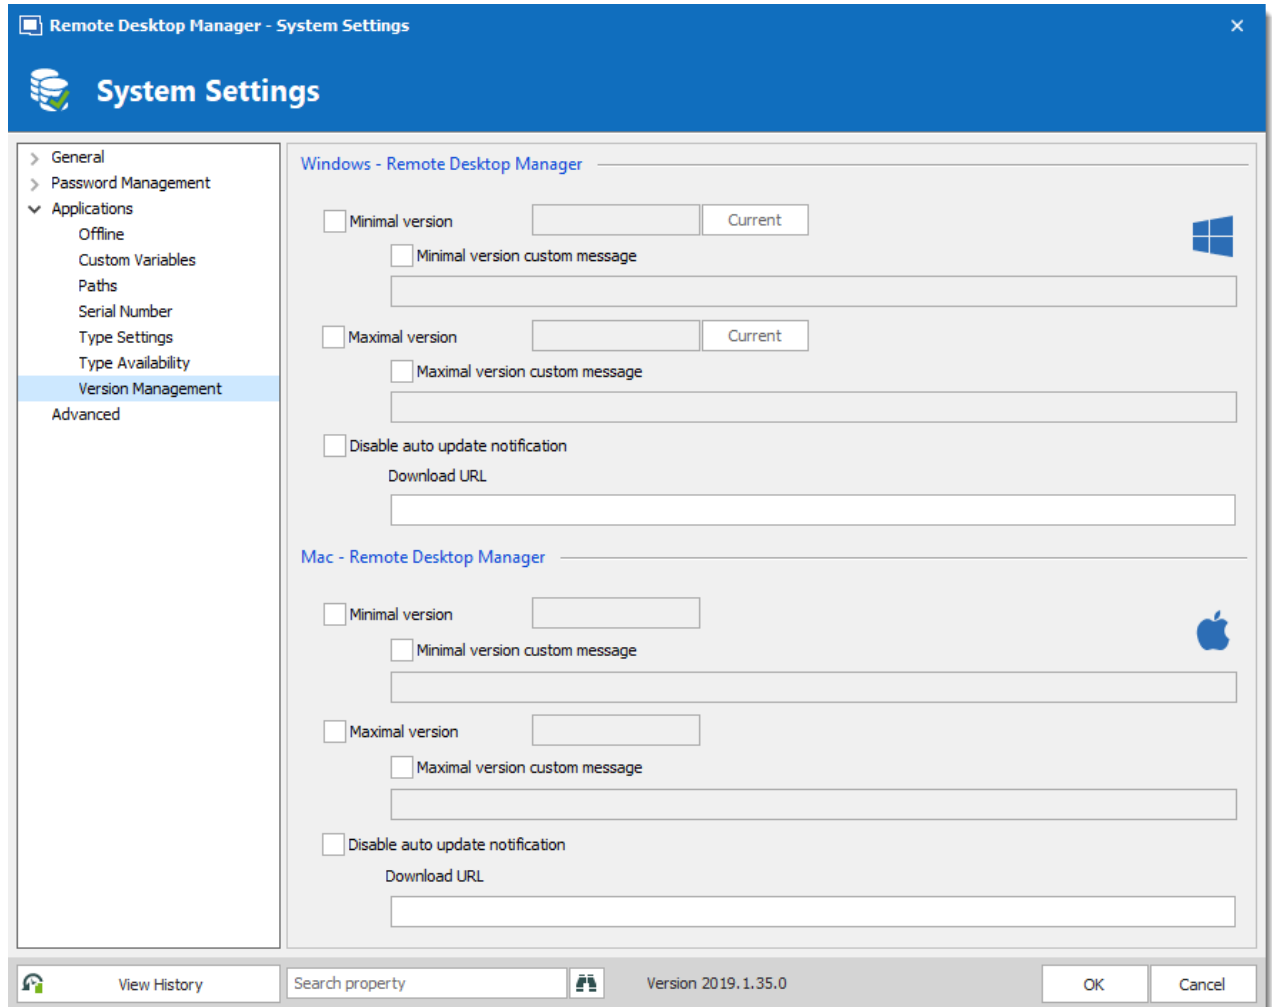 Remote Desktop Manager - System Settings
System Settings
General
Password Management
Applications
Offline
Custom Variables
Paths
Serial Number
Type Settings
Type Availability
Version Management
Advanced
Windows - Remote Desktop Manager
Minimal version
Current
Minimal version custom message
Maximal version
Current
Maximal version custom message
Disable auto update notification
Download URL
Mac - Remote Desktop Manager
Minimal version
Minimal version custom message
Maximal version
Maximal version custom message
Disable auto update notification
Download URL
View History
Search property
Version 2019.1.35.0
OK
Cancel